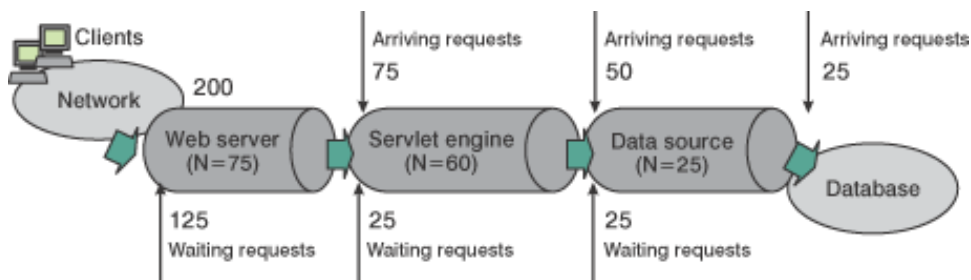 Clients
Network
200
Arriving requests
75
Arriving requests
50
Arriving requests
25
Web server
(N=75)
Servlet engine
(N=60)
Data source
(N=25)
Database
125
Waiting requests
25
Waiting requests
25
Waiting requests